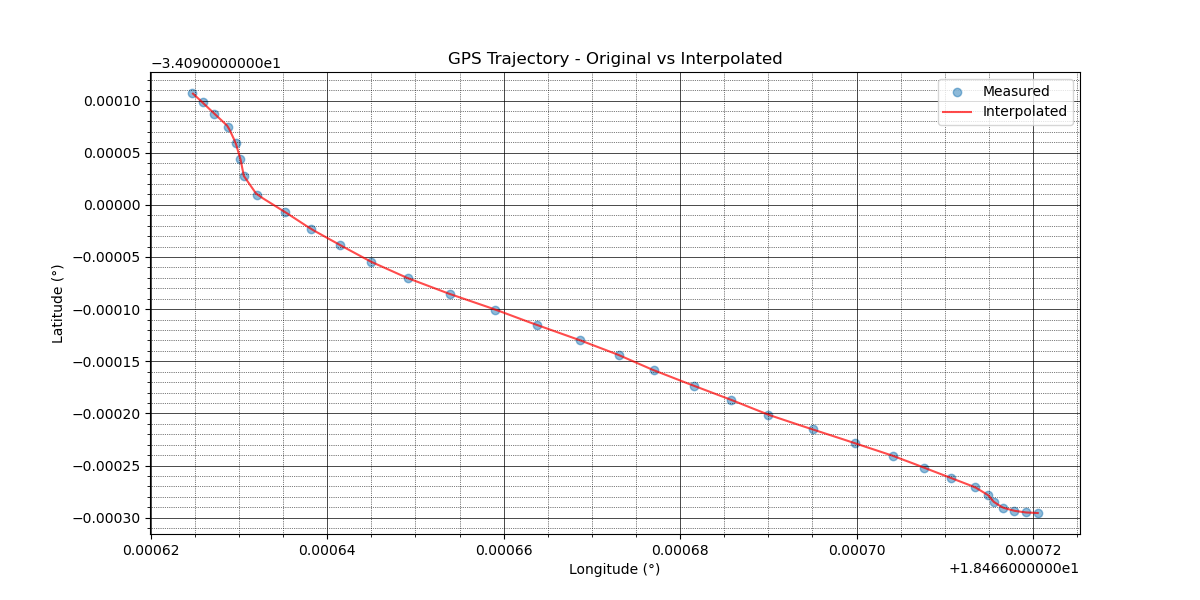 GPS Trajectory - Original vs Interpolated
−3.4090000000e1
Measured
Interpolated
0.00010
0.00005
0.00000
−0.00005
−0.00010
−0.00015
−0.00020
−0.00025
−0.00030
Latitude (°)
0.00062 0.00064 0.00066 0.00068 0.00070 0.00072
Longitude (°)
+1.8466000000e1